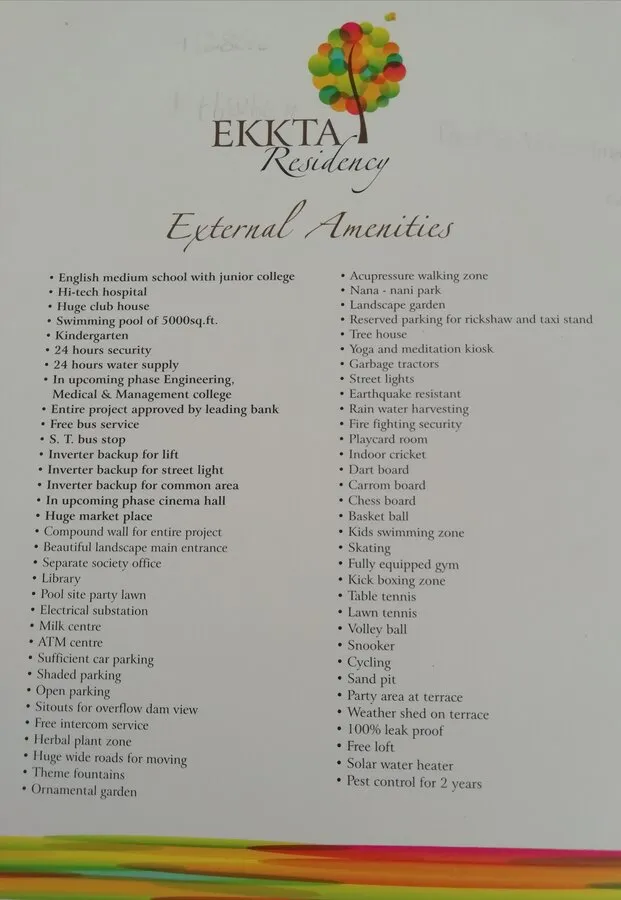 EKKTA
Residency
External Amenities
• English medium school with junior college
• Hi-tech hospital
• Huge club house
• Swimming pool of 5000sq.ft.
• Kindergarten
• 24 hours security
• 24 hours water supply
• In upcoming phase Engineering,
Medical & Management college
• Entire project approved by leading bank
• Free bus service
• S. T. bus stop
• Inverter backup for lift
• Inverter backup for street light
• Inverter backup for common area
• In upcoming phase cinema hall
• Huge market place
• Compound wall for entire project
• Beautiful landscape main entrance
• Separate society office
• Library
• Pool site party lawn
• Electrical substation
• Milk centre
• ATM centre
• Sufficient car parking
• Shaded parking
• Open parking
• Sitouts for overflow dam view
• Free intercom service
• Herbal plant zone
• Huge wide roads for moving
• Theme fountains
• Ornamental garden
• Acupressure walking zone
• Nana - nani park
• Landscape garden
• Reserved parking for rickshaw and taxi stand
• Tree house
• Yoga and meditation kiosk
• Garbage tractors
• Street lights
• Earthquake resistant
• Rain water harvesting
• Fire fighting security
• Playcard room
• Indoor cricket
• Dart board
• Carrom board
• Chess board
• Basket ball
• Kids swimming zone
• Skating
• Fully equipped gym
• Kick boxing zone
• Table tennis
• Lawn tennis
• Volley ball
• Snooker
• Cycling
• Sand pit
• Party area at terrace
• Weather shed on terrace
• 100% leak proof
• Free loft
• Solar water heater
• Pest control for 2 years